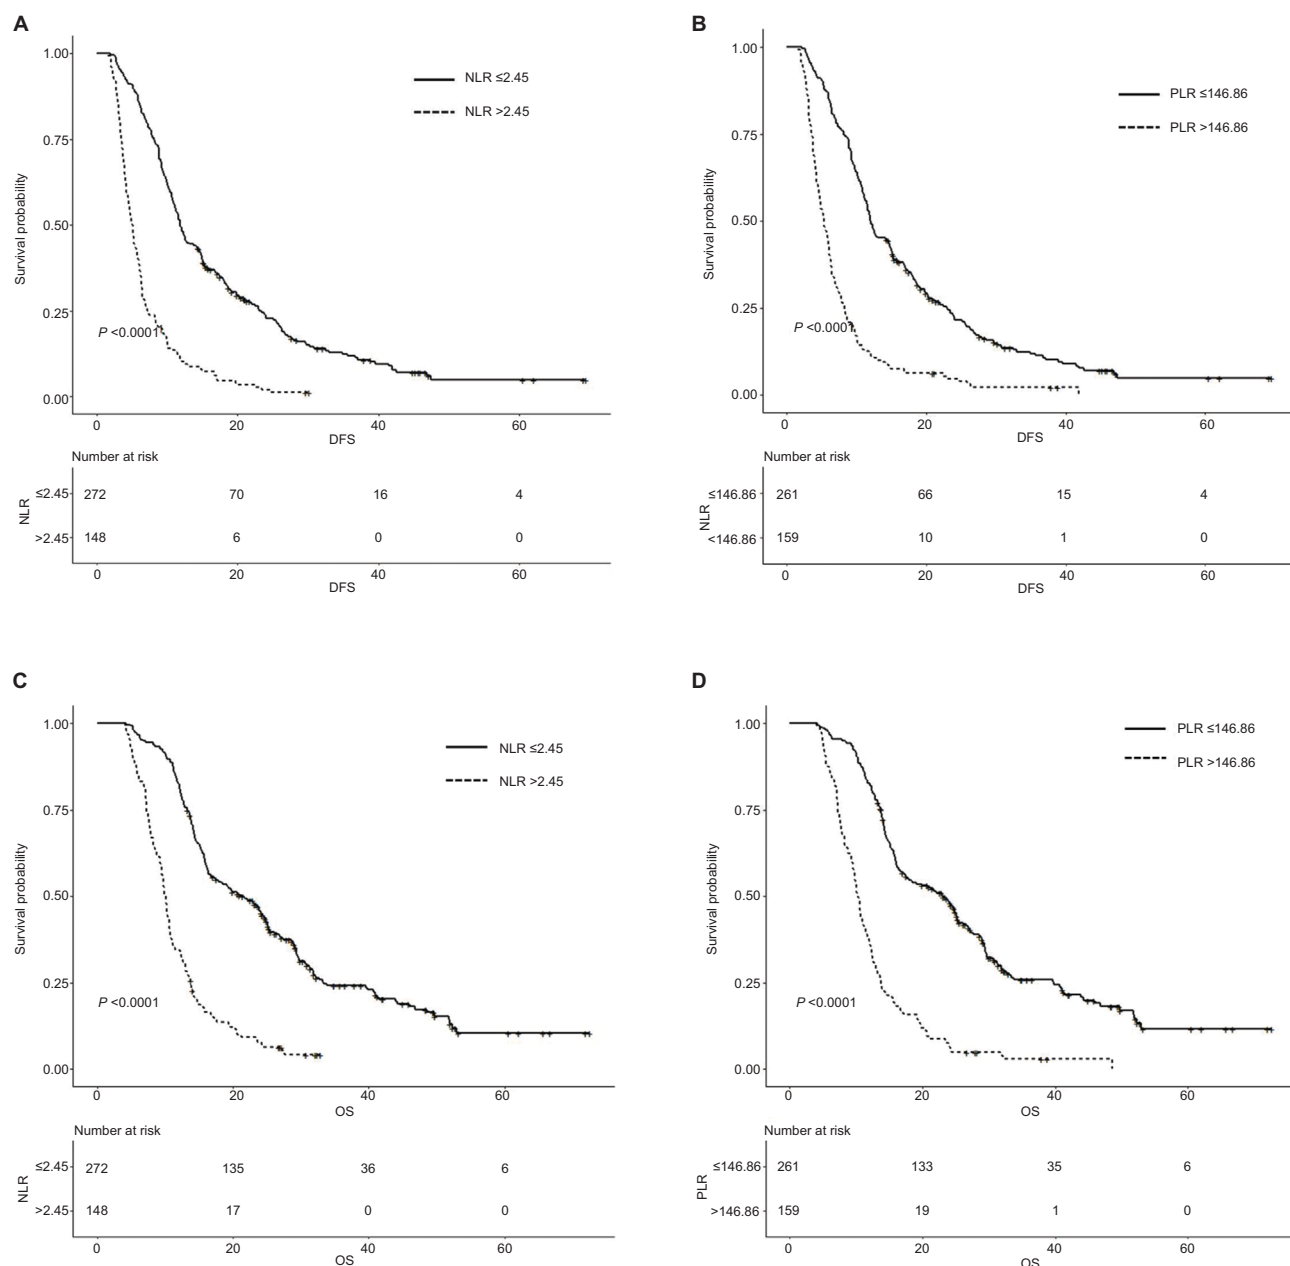 A
1.00
0.75
0.50
0.25
0.00
Survival probability
NLR ≤2.45
NLR >2.45
P <0.0001
0 20 40 60
DFS
Number at risk
NLR
≤2.45 272 70 16 4
>2.45 148 6 0 0
0 20 40 60
DFS
B
1.00
0.75
0.50
0.25
0.00
Survival probability
PLR ≤146.86
PLR >146.86
P <0.0001
0 20 40 60
DFS
Number at risk
NLR
≤146.86 261 66 15 4
<146.86 159 10 1 0
0 20 40 60
DFS
C
1.00
0.75
0.50
0.25
0.00
Survival probability
NLR ≤2.45
NLR >2.45
P <0.0001
0 20 40 60
OS
Number at risk
NLR
≤2.45 272 135 36 6
>2.45 148 17 0 0
0 20 40 60
OS
D
1.00
0.75
0.50
0.25
0.00
Survival probability
PLR ≤146.86
PLR >146.86
P <0.0001
0 20 40 60
OS
Number at risk
PLR
≤146.86 261 133 35 6
>146.86 159 19 1 0
0 20 40 60
OS